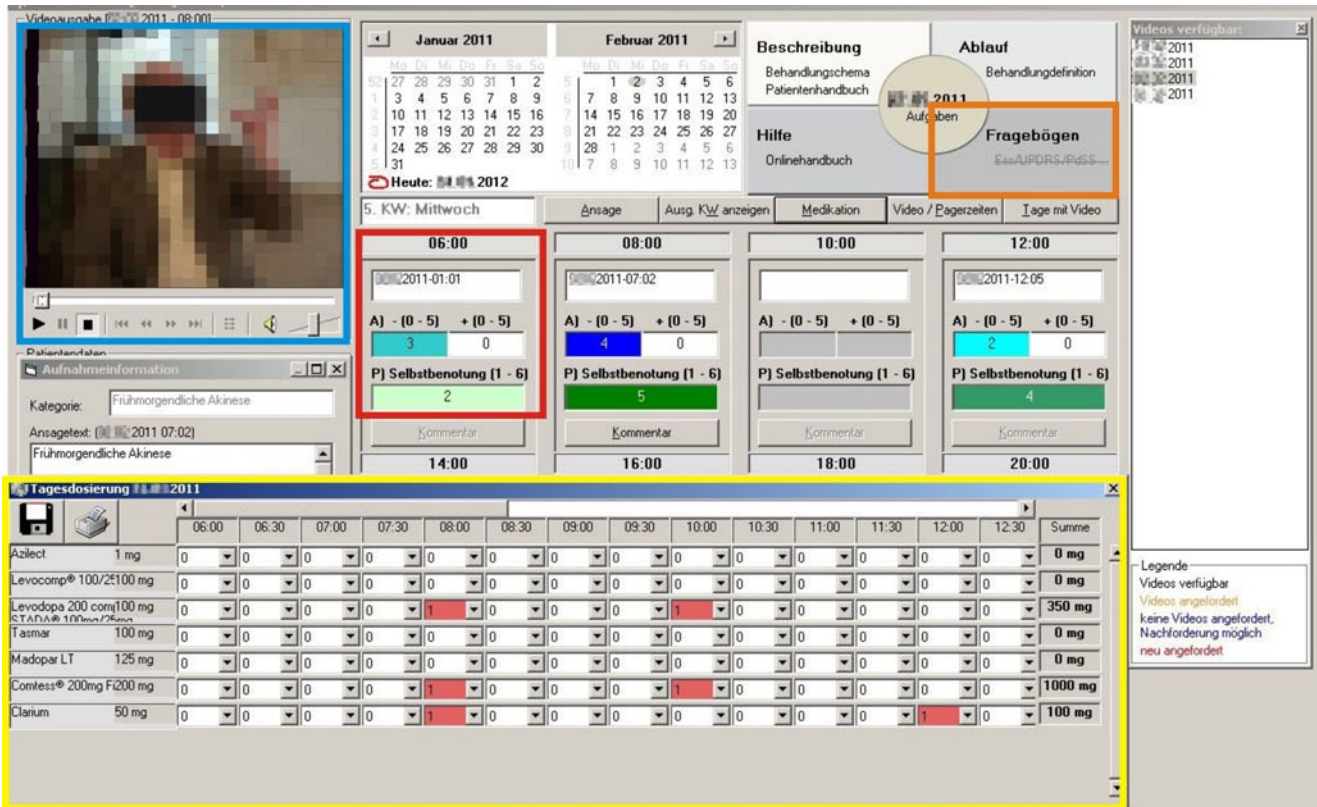 Videoausgabe 2011 - 08:00]
Januar 2011
Mo Di Mi Do Fr Sa So
52 27 28 29 30 31 1 2
1 3 4 5 6 7 8 9
2 10 11 12 13 14 15 16
3 17 18 19 20 21 22 23
4 24 25 26 27 28 29 30
5 31
Februar 2011
Mo Di Mi Do Fr Sa So
5 1 2 3 4 5 6
6 7 8 9 10 11 12 13
7 14 15 16 17 18 19 20
8 21 22 23 24 25 26 27
9 28 1 2 3 4 5 6
10 7 8 9 10 11 12 13
Heute: 2012
Beschreibung
Behandlungschema
Patientenhandbuch
Ablauf
Behandlungdefinition
2011
Aufgaben
Hilfe
Onlinehandbuch
Fragebögen
Ess/UPDRS/PdSS
Videos verfügbar:
2011
2011
2011
2011
5. KW: Mittwoch
Ansage Ausg. KW anzeigen Medikation Video / Pagerzeiten Tage mit Video
06:00 08:00 10:00 12:00
2011-01:01 2011-07:02 2011-12:05
A) - (0 - 5) + (0 - 5) A) - (0 - 5) + (0 - 5) A) - (0 - 5) + (0 - 5) A) - (0 - 5) + (0 - 5)
3 0 4 0 2 0
P) Selbstbenotung (1 - 6) P) Selbstbenotung (1 - 6) P) Selbstbenotung (1 - 6) P) Selbstbenotung (1 - 6)
2 5 4
Kommentar Kommentar Kommentar Kommentar
14:00 16:00 18:00 20:00
Patientendaten
Aufnahmeinformation
Kategorie: Frühmorgendliche Akinese
Ansagetext: ( 2011 07:02)
Frühmorgendliche Akinese
Tagesdosierung 2011
06:00 06:30 07:00 07:30 08:00 08:30 09:00 09:30 10:00 10:30 11:00 11:30 12:00 12:30 Summe
Azilect 1 mg 0 0 0 0 0 0 0 0 0 0 0 0 0 0 0 mg
Levocomp® 100/25 100 mg 0 0 0 0 0 0 0 0 0 0 0 0 0 0 0 mg
Levodopa 200 comp 100 mg 0 0 0 0 1 0 0 0 1 0 0 0 0 0 350 mg
STADA® 100mg/25mg
Tasmar 100 mg 0 0 0 0 0 0 0 0 0 0 0 0 0 0 0 mg
Madopar LT 125 mg 0 0 0 0 0 0 0 0 0 0 0 0 0 0 0 mg
Comtess® 200mg Fi 200 mg 0 0 0 0 1 0 0 0 1 0 0 0 0 0 1000 mg
Clarium 50 mg 0 0 0 0 1 0 0 0 0 0 0 0 1 0 100 mg
Legende
Videos verfügbar
Videos angefordert
keine Videos angefordert,
Nachforderung möglich
neu angefordert